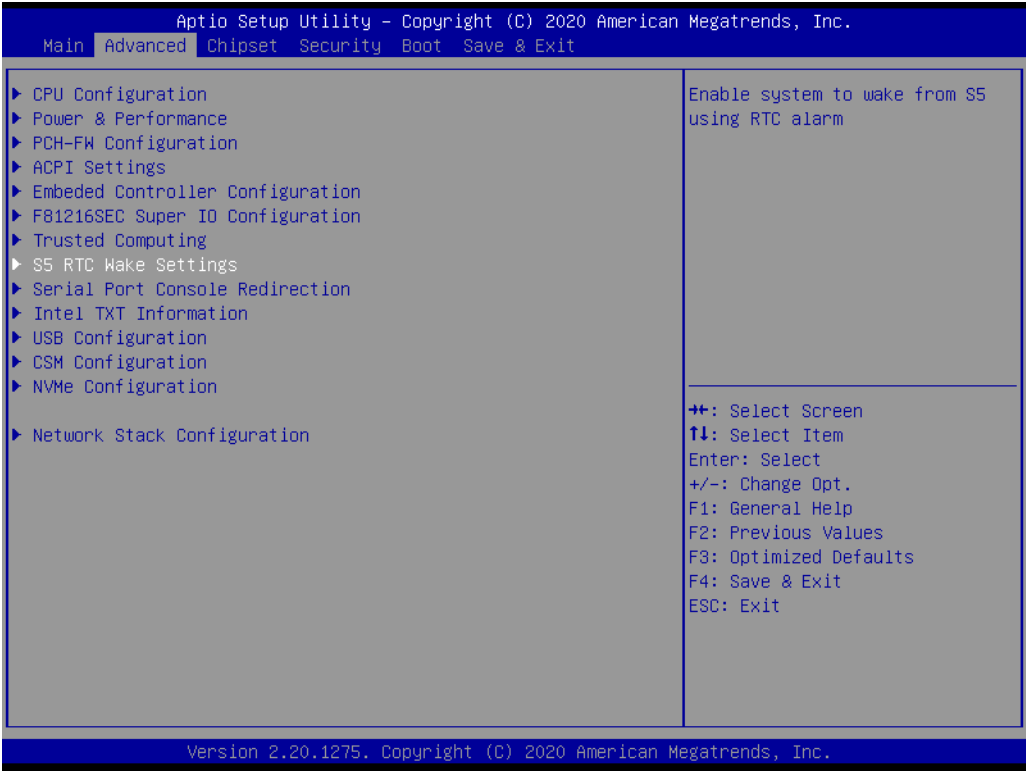 Aptio Setup Utility – Copyright (C) 2020 American Megatrends, Inc.
Main Advanced Chipset Security Boot Save & Exit
CPU Configuration
Power & Performance
PCH-FW Configuration
ACPI Settings
Embeded Controller Configuration
F81216SEC Super IO Configuration
Trusted Computing
S5 RTC Wake Settings
Serial Port Console Redirection
Intel TXT Information
USB Configuration
CSM Configuration
NVMe Configuration
Network Stack Configuration
Enable system to wake from S5
using RTC alarm
→←: Select Screen
↑↓: Select Item
Enter: Select
+/-: Change Opt.
F1: General Help
F2: Previous Values
F3: Optimized Defaults
F4: Save & Exit
ESC: Exit
Version 2.20.1275. Copyright (C) 2020 American Megatrends, Inc.